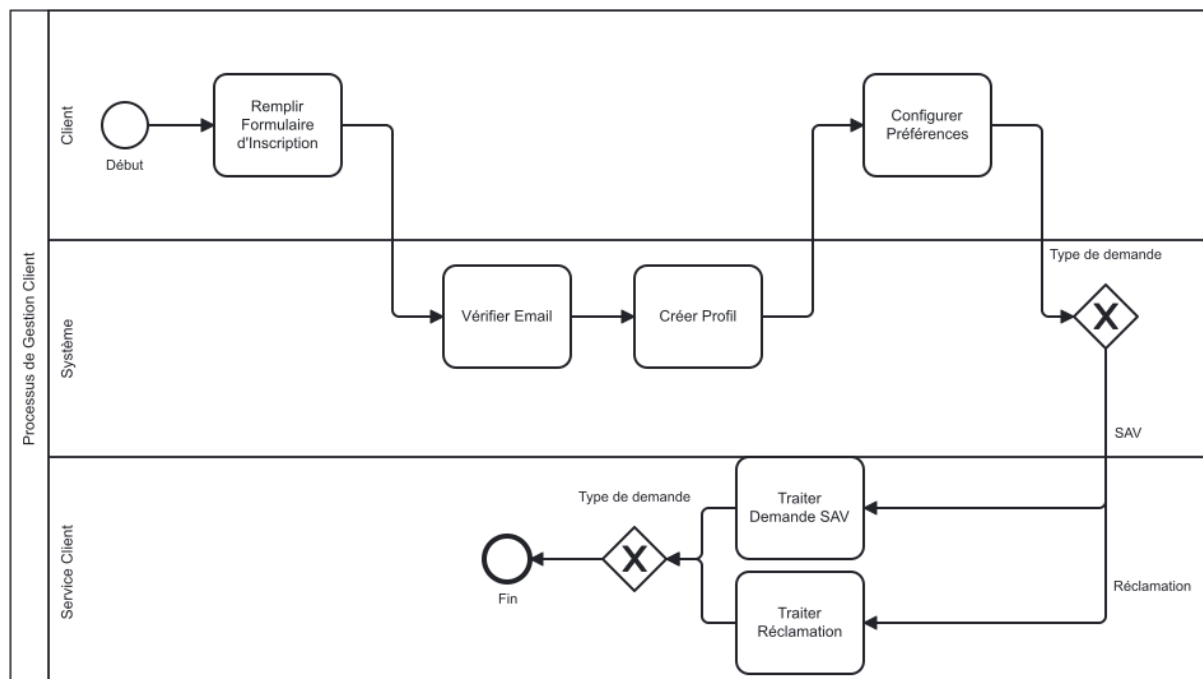 Processus de Gestion Client
Client
Début
Remplir
Formulaire
d'Inscription
Configurer
Préférences
Système
Vérifier Email
Créer Profil
Type de demande
X
SAV
Service Client
Fin
Type de demande
X
Traiter
Demande SAV
Traiter
Réclamation
Réclamation